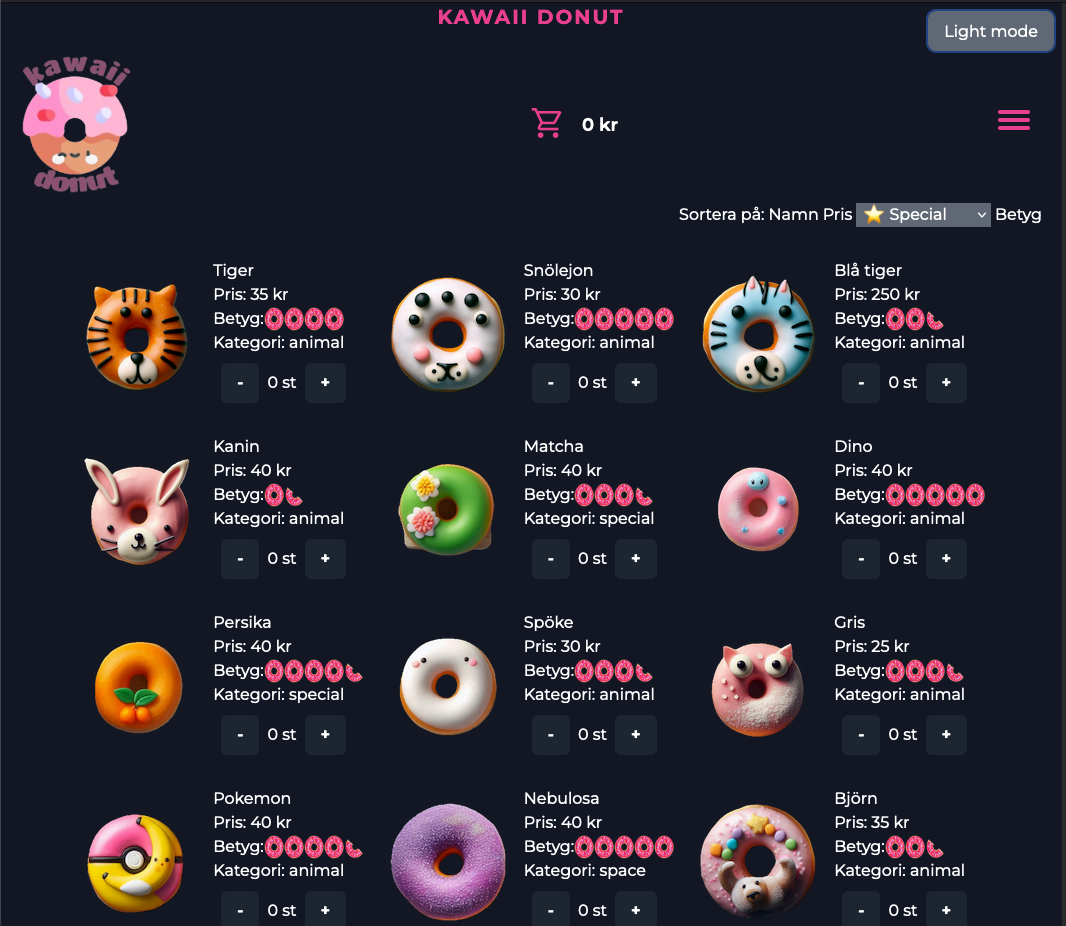 KAWAII DONUT
Light mode
kawaii
donut
0 kr
Sortera på: Namn Pris ⭐ Special Betyg
Tiger
Pris: 35 kr
Betyg:
Kategori: animal
- 0 st +
Snölejon
Pris: 30 kr
Betyg:
Kategori: animal
- 0 st +
Blå tiger
Pris: 250 kr
Betyg:
Kategori: animal
- 0 st +
Kanin
Pris: 40 kr
Betyg:
Kategori: animal
- 0 st +
Matcha
Pris: 40 kr
Betyg:
Kategori: special
- 0 st +
Dino
Pris: 40 kr
Betyg:
Kategori: animal
- 0 st +
Persika
Pris: 40 kr
Betyg:
Kategori: special
- 0 st +
Spöke
Pris: 30 kr
Betyg:
Kategori: animal
- 0 st +
Gris
Pris: 25 kr
Betyg:
Kategori: animal
- 0 st +
Pokemon
Pris: 40 kr
Betyg:
Kategori: animal
- 0 st +
Nebulosa
Pris: 40 kr
Betyg:
Kategori: space
- 0 st +
Björn
Pris: 35 kr
Betyg:
Kategori: animal
- 0 st +